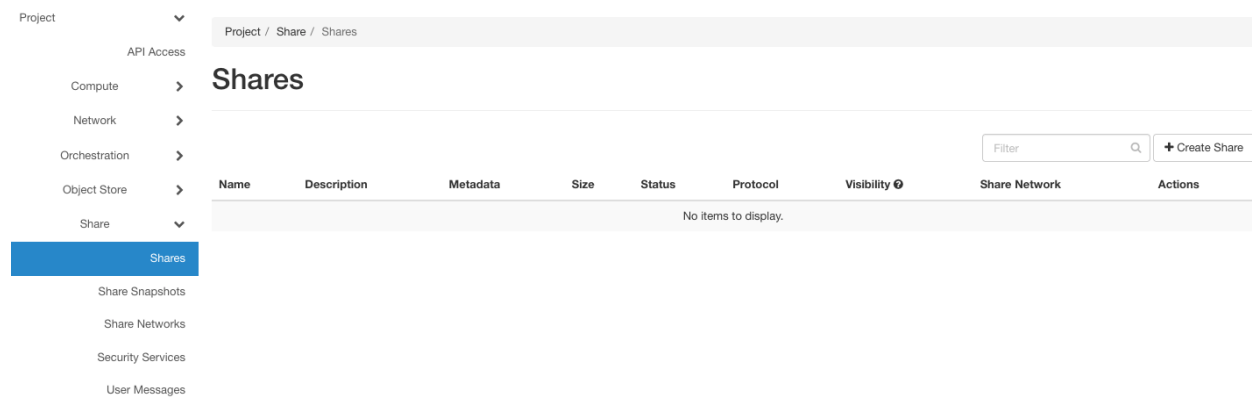 Project
API Access
Compute
Network
Orchestration
Object Store
Share
Shares
Share Snapshots
Share Networks
Security Services
User Messages
Project / Share / Shares
Shares
Filter
+ Create Share
Name Description Metadata Size Status Protocol Visibility Share Network Actions
No items to display.